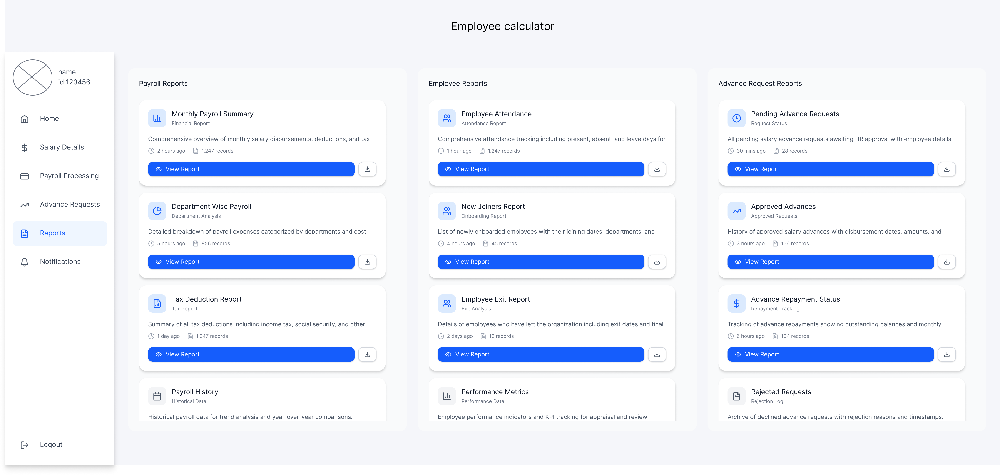 Employee calculator
name
id:123456
Home
Salary Details
Payroll Processing
Advance Requests
Reports
Notifications
Logout
Payroll Reports
Monthly Payroll Summary
Financial Report
Comprehensive overview of monthly salary disbursements, deductions, and tax
2 hours ago 1,247 records
View Report
Department Wise Payroll
Department Analysis
Detailed breakdown of payroll expenses categorized by departments and cost
5 hours ago 856 records
View Report
Tax Deduction Report
Tax Report
Summary of all tax deductions including income tax, social security, and other
1 day ago 1,247 records
View Report
Payroll History
Historical Data
Historical payroll data for trend analysis and year-over-year comparisons.
Employee Reports
Employee Attendance
Attendance Report
Comprehensive attendance tracking including present, absent, and leave days for
1 hour ago 1,247 records
View Report
New Joiners Report
Onboarding Report
List of newly onboarded employees with their joining dates, departments, and
4 hours ago 45 records
View Report
Employee Exit Report
Exit Analysis
Details of employees who have left the organization including exit dates and final
2 days ago 12 records
View Report
Performance Metrics
Performance Data
Employee performance indicators and KPI tracking for appraisal and review
Advance Request Reports
Pending Advance Requests
Request Status
All pending salary advance requests awaiting HR approval with employee details
30 mins ago 28 records
View Report
Approved Advances
Approved Requests
History of approved salary advances with disbursement dates, amounts, and
3 hours ago 156 records
View Report
Advance Repayment Status
Repayment Tracking
Tracking of advance repayments showing outstanding balances and monthly
6 hours ago 134 records
View Report
Rejected Requests
Rejection Log
Archive of declined advance requests with rejection reasons and timestamps.